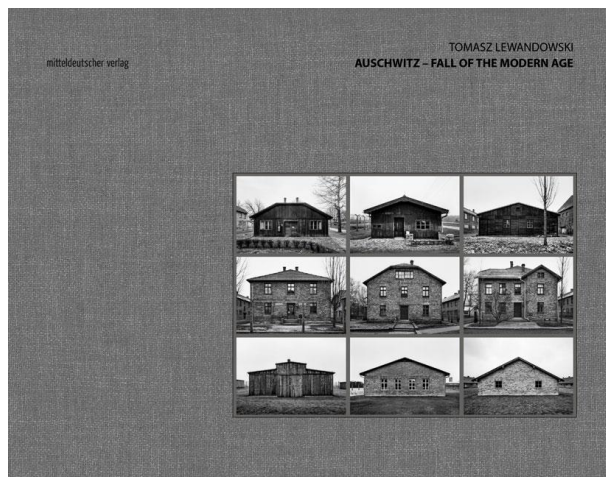 mitteldeutscher verlag
TOMASZ LEWANDOWSKI
AUSCHWITZ – FALL OF THE MODERN AGE